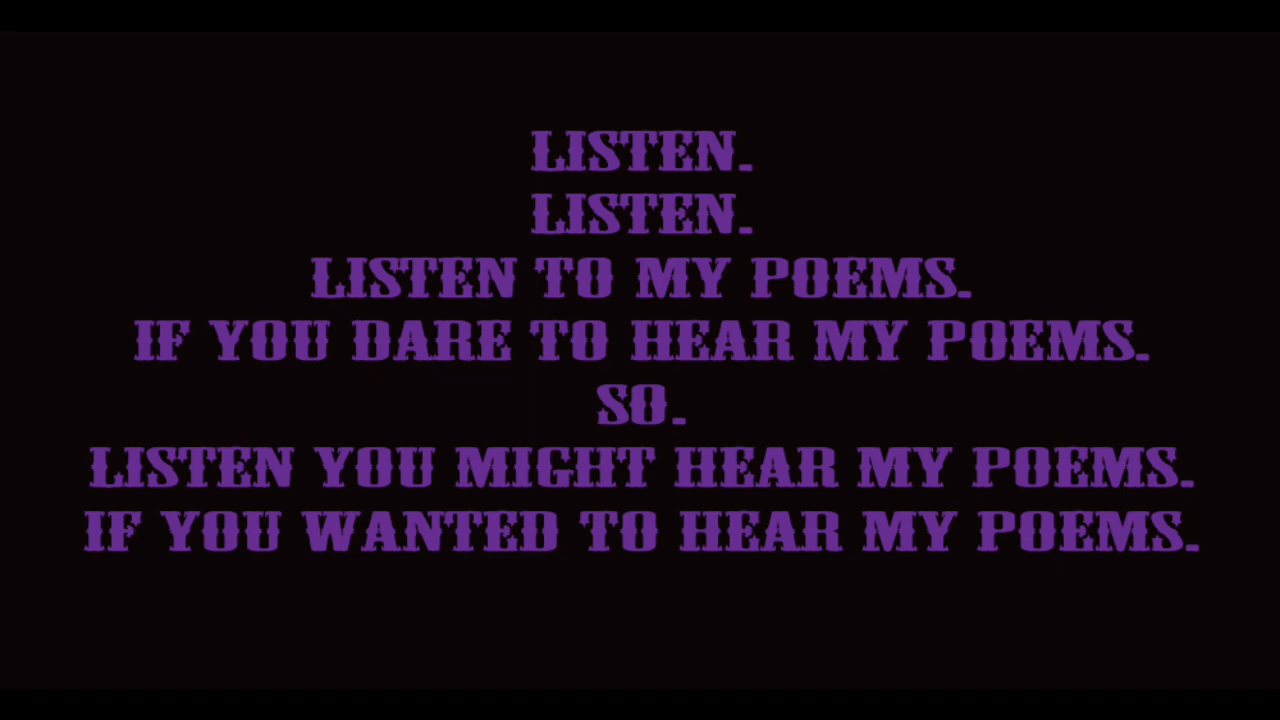 LISTEN.
LISTEN.
LISTEN TO MY POEMS.
IF YOU DARE TO HEAR MY POEMS.
SO.
LISTEN YOU MIGHT HEAR MY POEMS.
IF YOU WANTED TO HEAR MY POEMS.